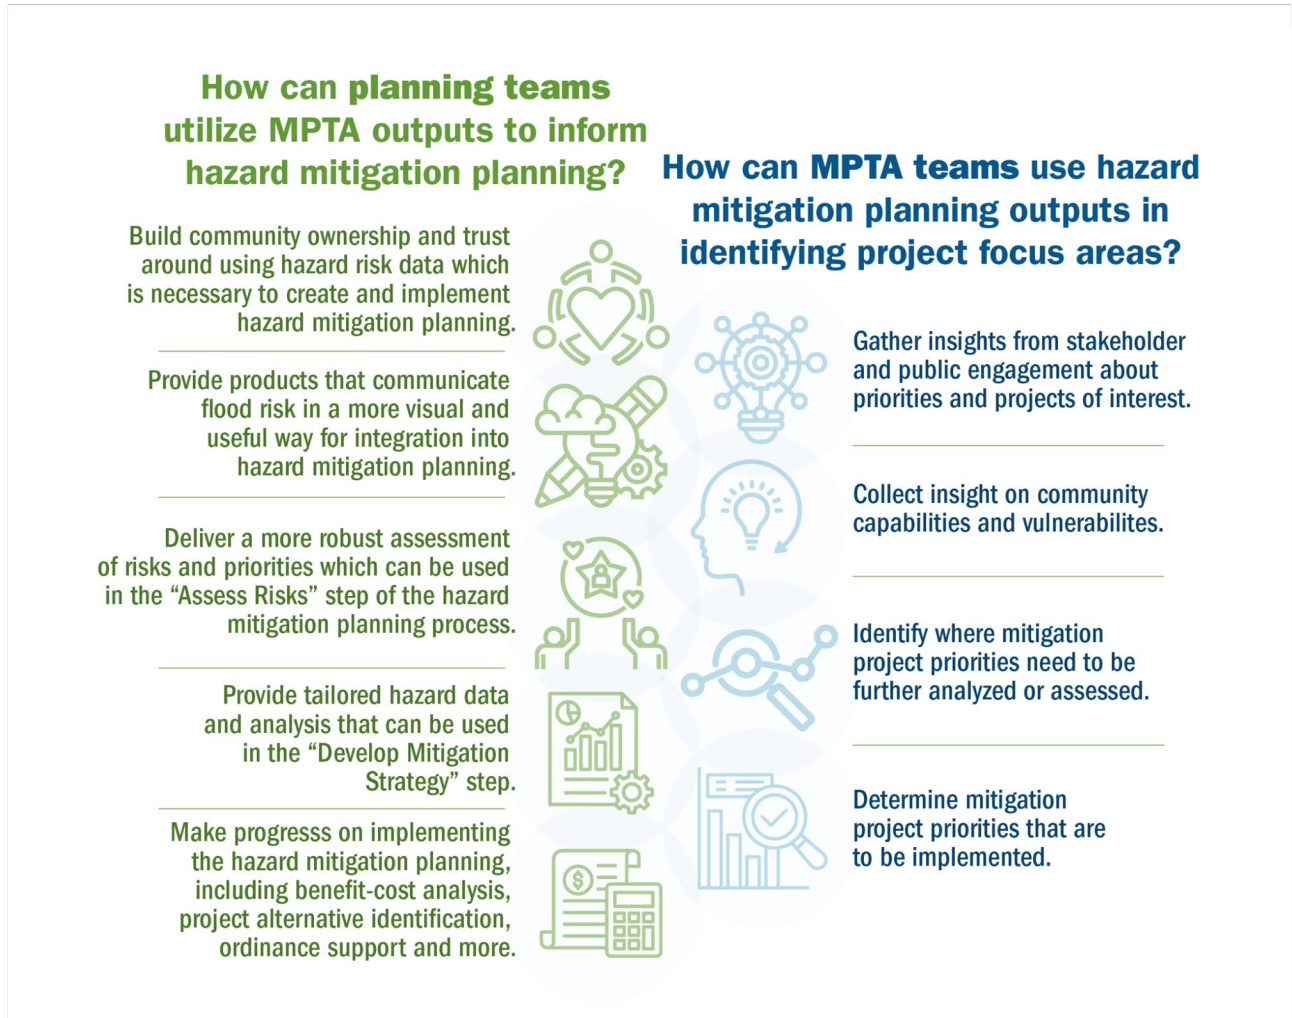 How can planning teams
utilize MPTA outputs to inform
hazard mitigation planning?
Build community ownership and trust
around using hazard risk data which
is necessary to create and implement
hazard mitigation planning.
Provide products that communicate
flood risk in a more visual and
useful way for integration into
hazard mitigation planning.
Deliver a more robust assessment
of risks and priorities which can be used
in the “Assess Risks” step of the hazard
mitigation planning process.
Provide tailored hazard data
and analysis that can be used
in the “Develop Mitigation
Strategy” step.
Make progresss on implementing
the hazard mitigation planning,
including benefit-cost analysis,
project alternative identification,
ordinance support and more.
How can MPTA teams use hazard
mitigation planning outputs in
identifying project focus areas?
Gather insights from stakeholder
and public engagement about
priorities and projects of interest.
Collect insight on community
capabilities and vulnerabilites.
Identify where mitigation
project priorities need to be
further analyzed or assessed.
Determine mitigation
project priorities that are
to be implemented.